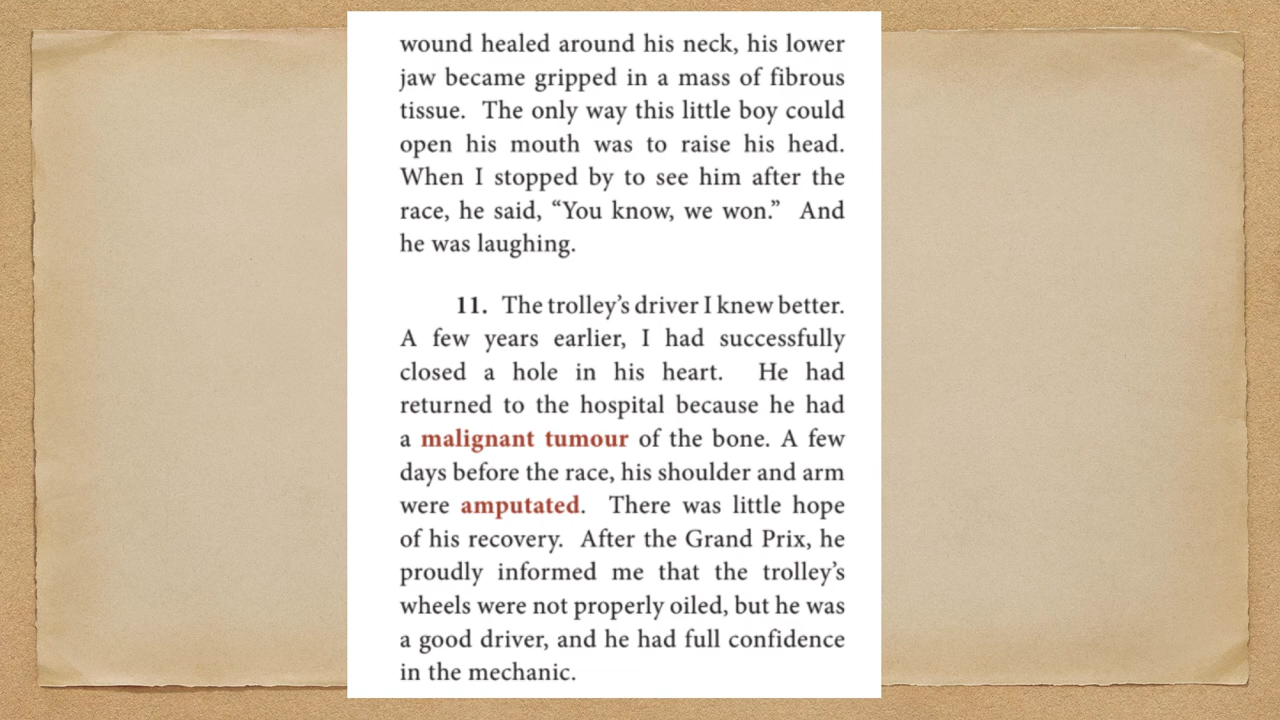 wound healed around his neck, his lower
jaw became gripped in a mass of fibrous
tissue. The only way this little boy could
open his mouth was to raise his head.
When I stopped by to see him after the
race, he said, “You know, we won.” And
he was laughing.
11. The trolley’s driver I knew better.
A few years earlier, I had successfully
closed a hole in his heart. He had
returned to the hospital because he had
a malignant tumour of the bone. A few
days before the race, his shoulder and arm
were amputated. There was little hope
of his recovery. After the Grand Prix, he
proudly informed me that the trolley’s
wheels were not properly oiled, but he was
a good driver, and he had full confidence
in the mechanic.